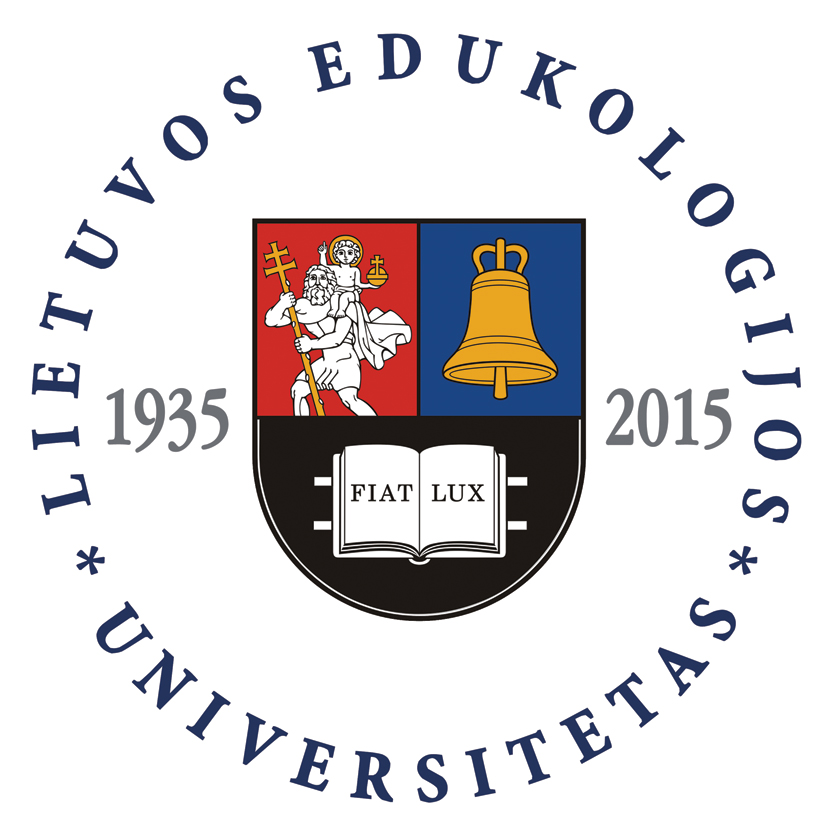 LIETUVOS EDUKOLOGIJOS
1935
2015
FIAT LUX
* UNIVERSITETAS *